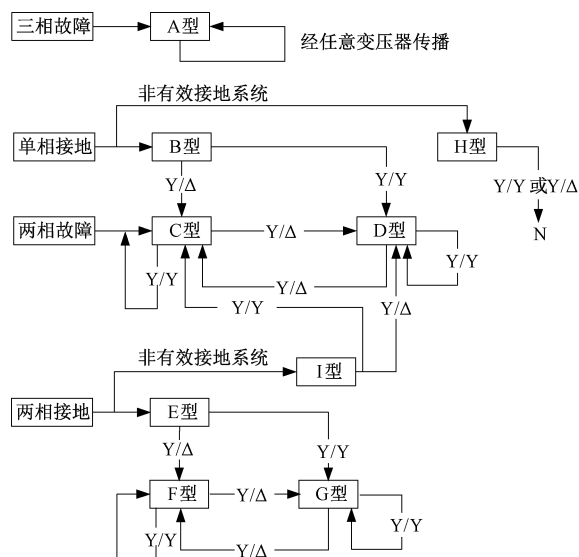 三相故障
A型
经任意变压器传播
非有效接地系统
单相接地
B型
H型
Y/Δ
Y/Y
Y/Y 或 Y/Δ
两相故障
C型
Y/Δ
D型
N
Y/Y
Y/Δ
Y/Y
Y/Y
Y/Δ
非有效接地系统
I型
两相接地
E型
Y/Δ
Y/Y
F型
Y/Δ
G型
Y/Y
Y/Δ
Y/Y